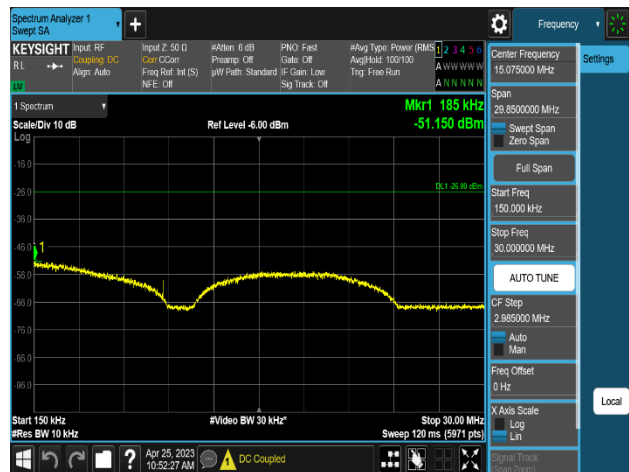 Spectrum Analyzer 1
Swept SA
Frequency
KEYSIGHT
RL
LW
Input: RF
Coupling: DC
Align: Auto
Input Z: 50 Ω
Corr CCorr
Freq Ref: Int (S)
NFE: Off
#Atten: 6 dB
Preamp: Off
µW Path: Standard
PNO: Fast
Gate: Off
IF Gain: Low
Sig Track: Off
#Avg Type: Power (RMS
Avg|Hold: 100/100
Trig: Free Run
1 2 3 4 5 6
A W W W W W
A N N N N N
Center Frequency
15.075000 MHz
Settings
1 Spectrum
Scale/Div 10 dB
Log
Ref Level -6.00 dBm
Mkr1 185 kHz
-51.150 dBm
DL1 -26.00 dBm
-16.0
-26.0
-36.0
-46.0
-56.0
-66.0
-76.0
-86.0
-96.0
1
Start 150 kHz
#Res BW 10 kHz
#Video BW 30 kHz*
Stop 30.00 MHz
Sweep 120 ms (5971 pts)
Span
29.8500000 MHz
Swept Span
Zero Span
Full Span
Start Freq
150.000 kHz
Stop Freq
30.000000 MHz
AUTO TUNE
CF Step
2.985000 MHz
Auto
Man
Freq Offset
0 Hz
X Axis Scale
Log
Lin
Signal Track
(Span Zoom)
Local
?
Apr 25, 2023
10:52:27 AM
DC Coupled